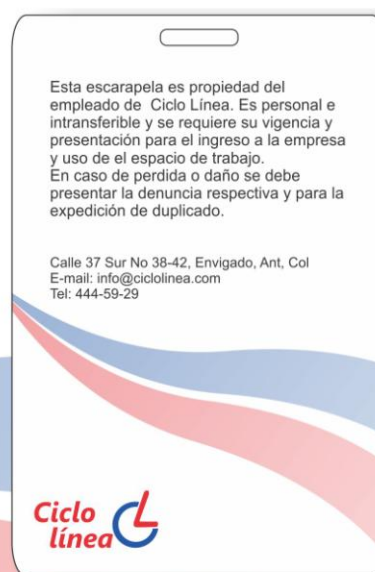 Esta escarapela es propiedad del
empleado de Ciclo Línea. Es personal e
intransferible y se requiere su vigencia y
presentación para el ingreso a la empresa
y uso de el espacio de trabajo.
En caso de perdida o daño se debe
presentar la denuncia respectiva y para la
expedición de duplicado.
Calle 37 Sur No 38-42, Envigado, Ant, Col
E-mail: info@ciclolinea.com
Tel: 444-59-29
Ciclo
línea